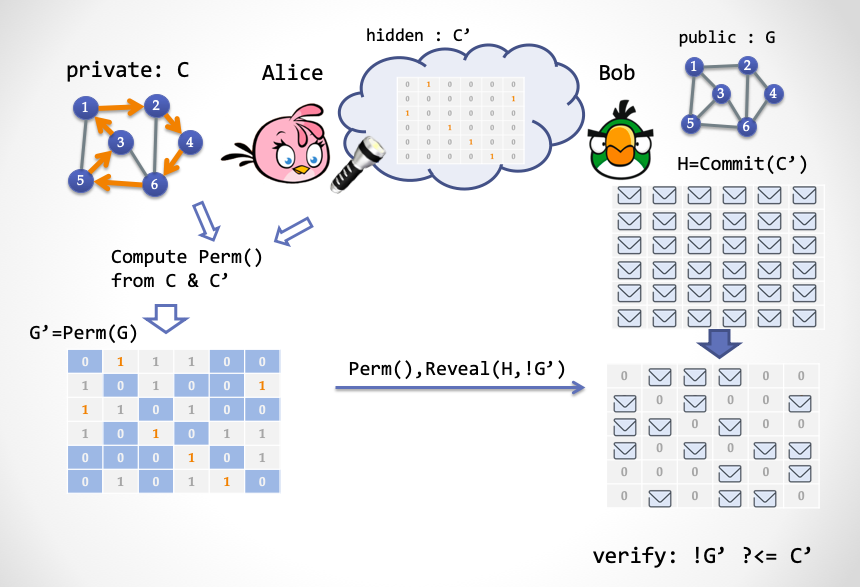 hidden : C’
public : G
private: C
Alice
Bob
1 2
3 4
5 6
0 1 0 0 0 0
0 0 0 0 0 1
1 0 0 0 0 0
0 0 1 0 0 0
0 0 0 1 0 0
0 0 0 0 1 0
1 2
3 4
5 6
H=Commit(C’)
Compute Perm()
from C & C’
G’=Perm(G)
0 1 1 1 0 0
1 0 1 0 0 1
1 1 0 1 0 0
1 0 1 0 1 1
0 0 0 1 0 1
0 1 0 1 1 0
Perm(),Reveal(H,!G’)
0 0 0
0 0 0
0 0 0
0 0
0 0 0 0
0 0 0
verify: !G’ ?<= C’